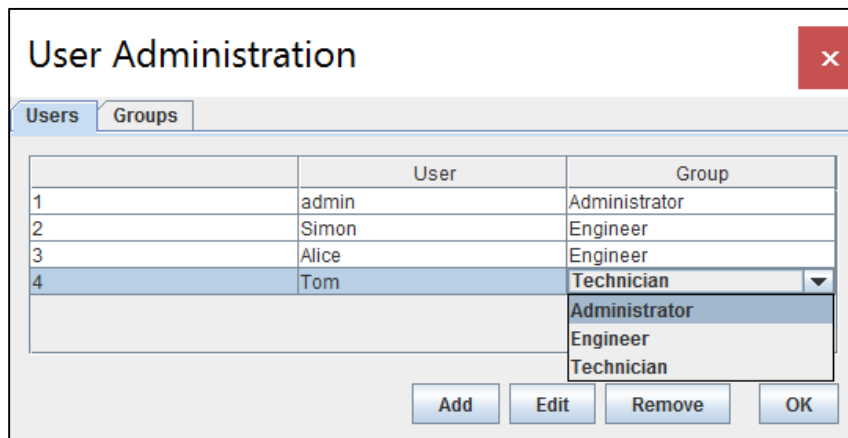 User Administration
×
Users Groups
User Group
1 admin Administrator
2 Simon Engineer
3 Alice Engineer
4 Tom Technician
Administrator
Engineer
Technician
Add Edit Remove OK